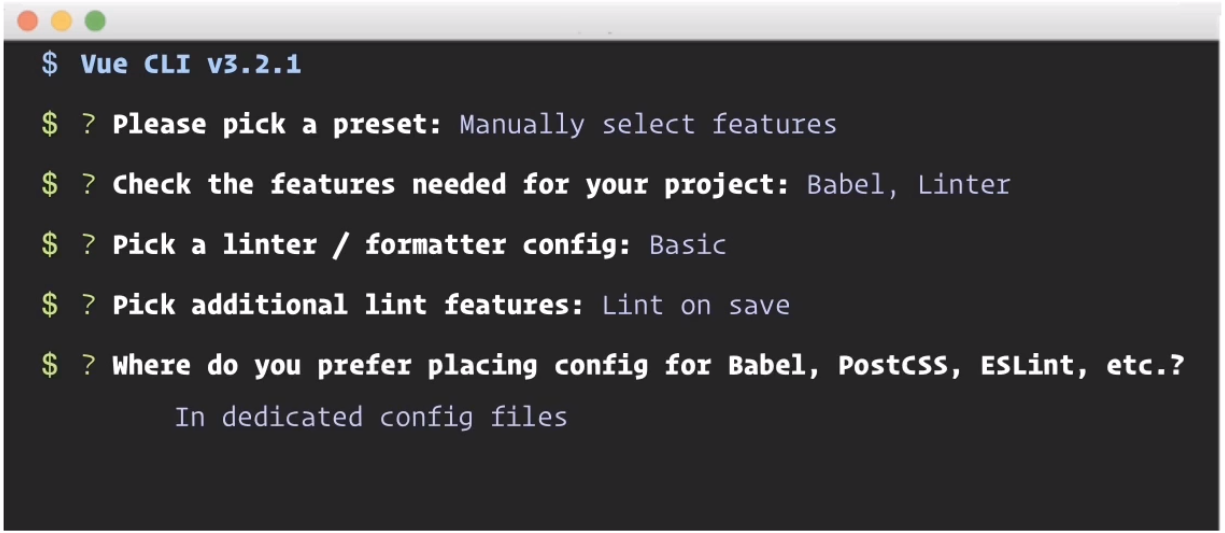 $ Vue CLI v3.2.1
$ ? Please pick a preset: Manually select features
$ ? Check the features needed for your project: Babel, Linter
$ ? Pick a linter / formatter config: Basic
$ ? Pick additional lint features: Lint on save
$ ? Where do you prefer placing config for Babel, PostCSS, ESLint, etc.?
In dedicated config files